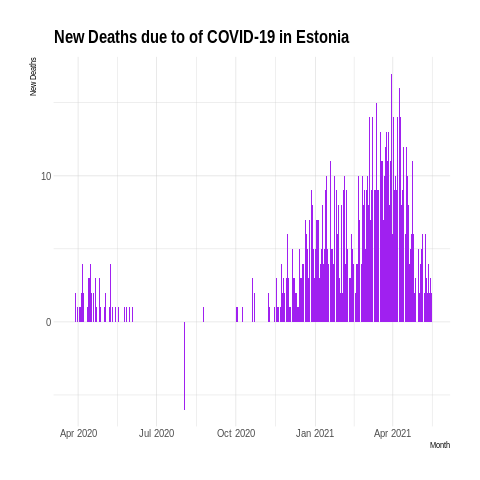 New Deaths due to of COVID-19 in Estonia
New Deaths
10
0
Apr 2020 Jul 2020 Oct 2020 Jan 2021 Apr 2021
Month